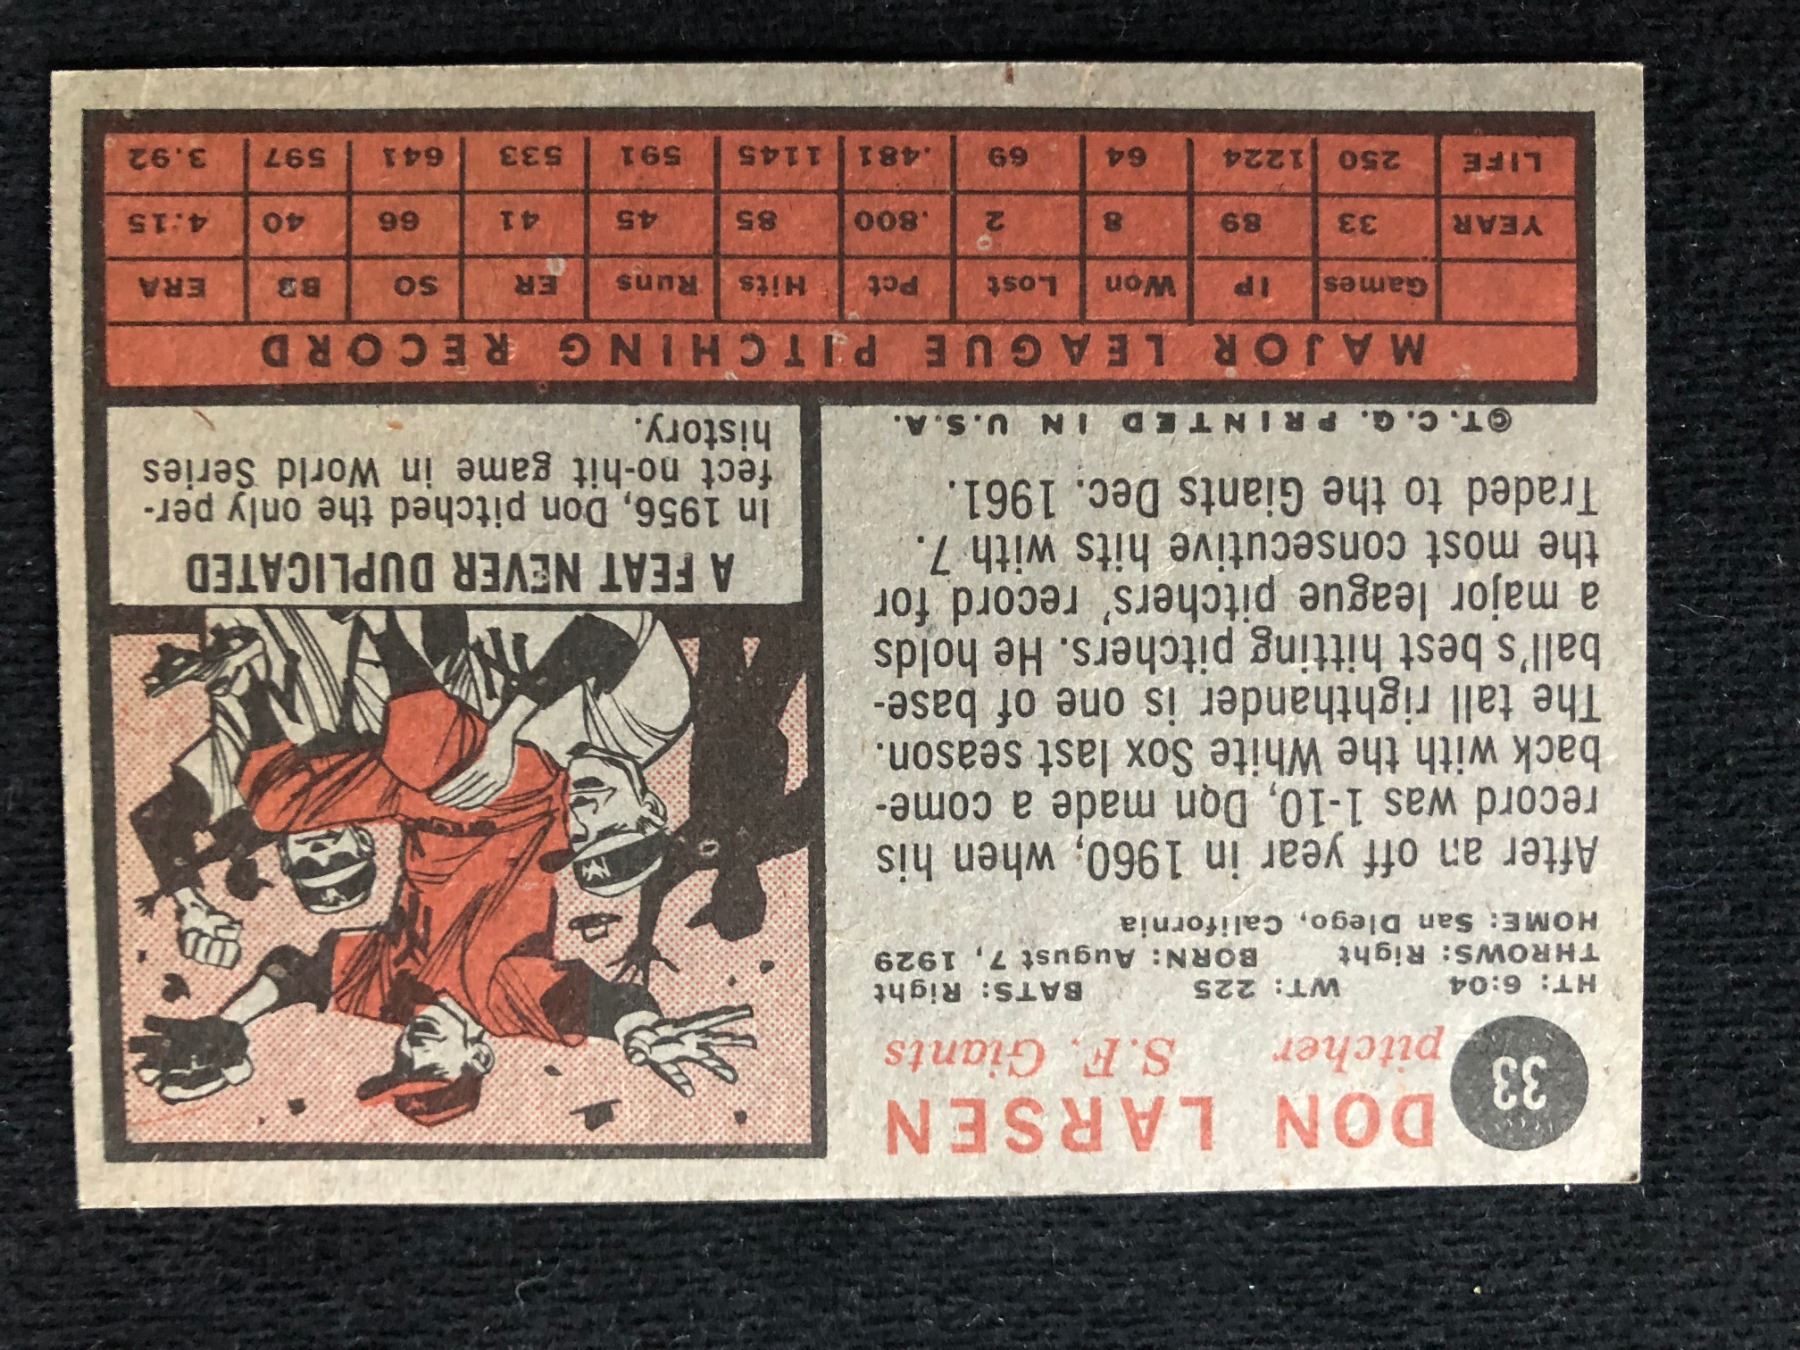 33
DON LARSEN
pitcher S.F. Giants
HT: 6:04 WT: 225 BATS: Right
THROWS: Right BORN: August 7, 1929
HOME: San Diego, California
After an off year in 1960, when his
record was 1-10, Don made a come-
back with the White Sox last season.
The tall righthander is one of base-
ball's best hitting pitchers. He holds
a major league pitchers' record for
the most consecutive hits with 7.
Traded to the Giants Dec. 1961.
©T.C.G. PRINTED IN U.S.A.
NY
A FEAT NEVER DUPLICATED
In 1956, Don pitched the only per-
fect no-hit game in World Series
history.
MAJOR LEAGUE PITCHING RECORD
Games IP Won Lost Pct Hits Runs ER SO BB ERA
YEAR 33 89 8 2 .800 85 45 41 66 40 4.15
LIFE 250 1224 64 69 .481 1145 591 533 641 597 3.92